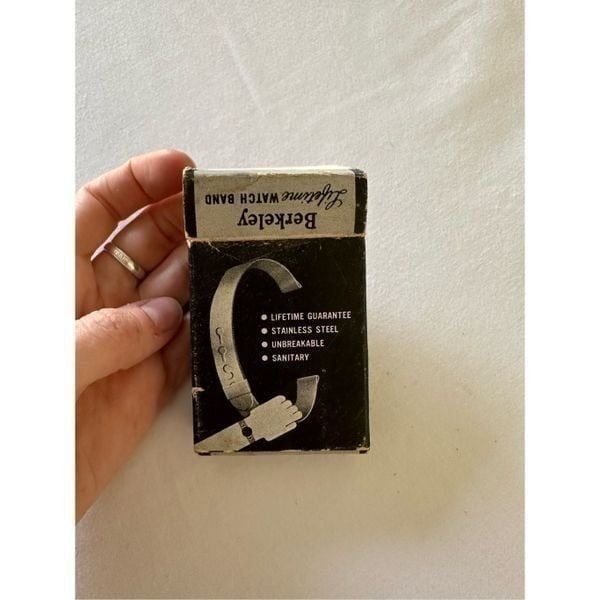 Berkeley
Lifetime WATCH BAND
• LIFETIME GUARANTEE
• STAINLESS STEEL
• UNBREAKABLE
• SANITARY